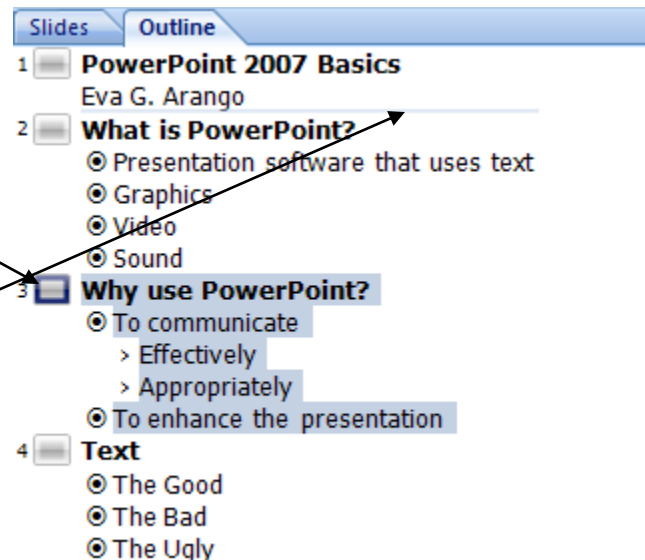 Slides Outline
1 PowerPoint 2007 Basics
Eva G. Arango
2 What is PowerPoint?
Presentation software that uses text
Graphics
Video
Sound
3 Why use PowerPoint?
To communicate
› Effectively
› Appropriately
To enhance the presentation
4 Text
The Good
The Bad
The Ugly